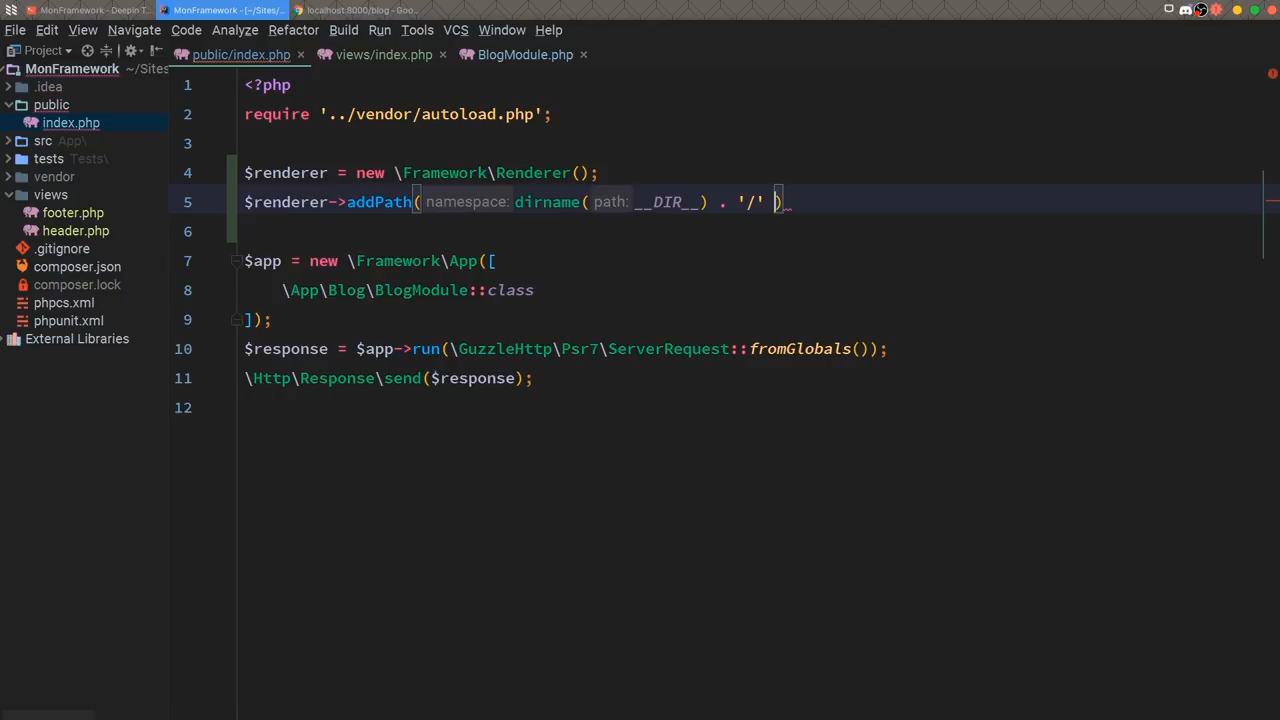 MonFramework - Deepin T...
MonFramework - [~/Sites/...
localhost:8000/blog - Goo...
File Edit View Navigate Code Analyze Refactor Build Run Tools VCS Window Help
Project
public/index.php
views/index.php
BlogModule.php
MonFramework ~/Sites
.idea
public
index.php
src App\
tests Tests\
vendor
views
footer.php
header.php
.gitignore
composer.json
composer.lock
phpcs.xml
phpunit.xml
External Libraries
1 <?php
2 require '../vendor/autoload.php';
3
4 $renderer = new \Framework\Renderer();
5 $renderer->addPath( namespace: dirname( path: __DIR__) . '/' )
6
7 $app = new \Framework\App([
8 \App\Blog\BlogModule::class
9 ]);
10 $response = $app->run(\GuzzleHttp\Psr7\ServerRequest::fromGlobals());
11 \Http\Response\send($response);
12